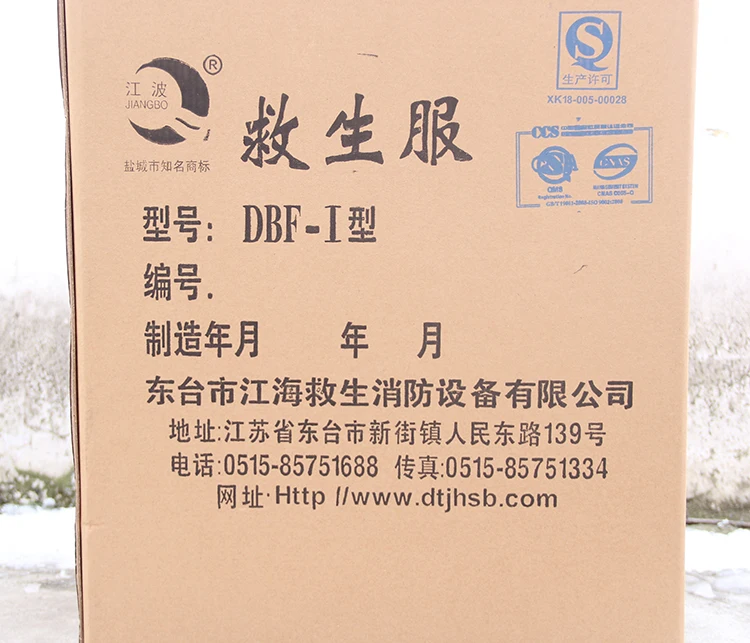 江波
JIANGBO
®
盐城市知名商标
救生服
QS
生产许可
XK18-005-00028
CCS
CNAS
型号: DBF-I型
编号.
制造年月 年 月
东台市江海救生消防设备有限公司
地址:江苏省东台市新街镇人民东路139号
电话:0515-85751688 传真:0515-85751334
网址·Http //www.dtjhsb.com